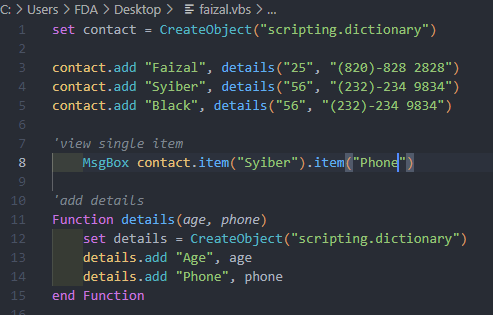 C: > Users > FDA > Desktop > faizal.vbs > ...
1 set contact = CreateObject("scripting.dictionary")
2
3 contact.add "Faizal", details("25", "(820)-828 2828")
4 contact.add "Syiber", details("56", "(232)-234 9834")
5 contact.add "Black", details("56", "(232)-234 9834")
6
7 'view single item
8 MsgBox contact.item("Syiber").item("Phone")
9
10 'add details
11 Function details(age, phone)
12 set details = CreateObject("scripting.dictionary")
13 details.add "Age", age
14 details.add "Phone", phone
15 end Function
16